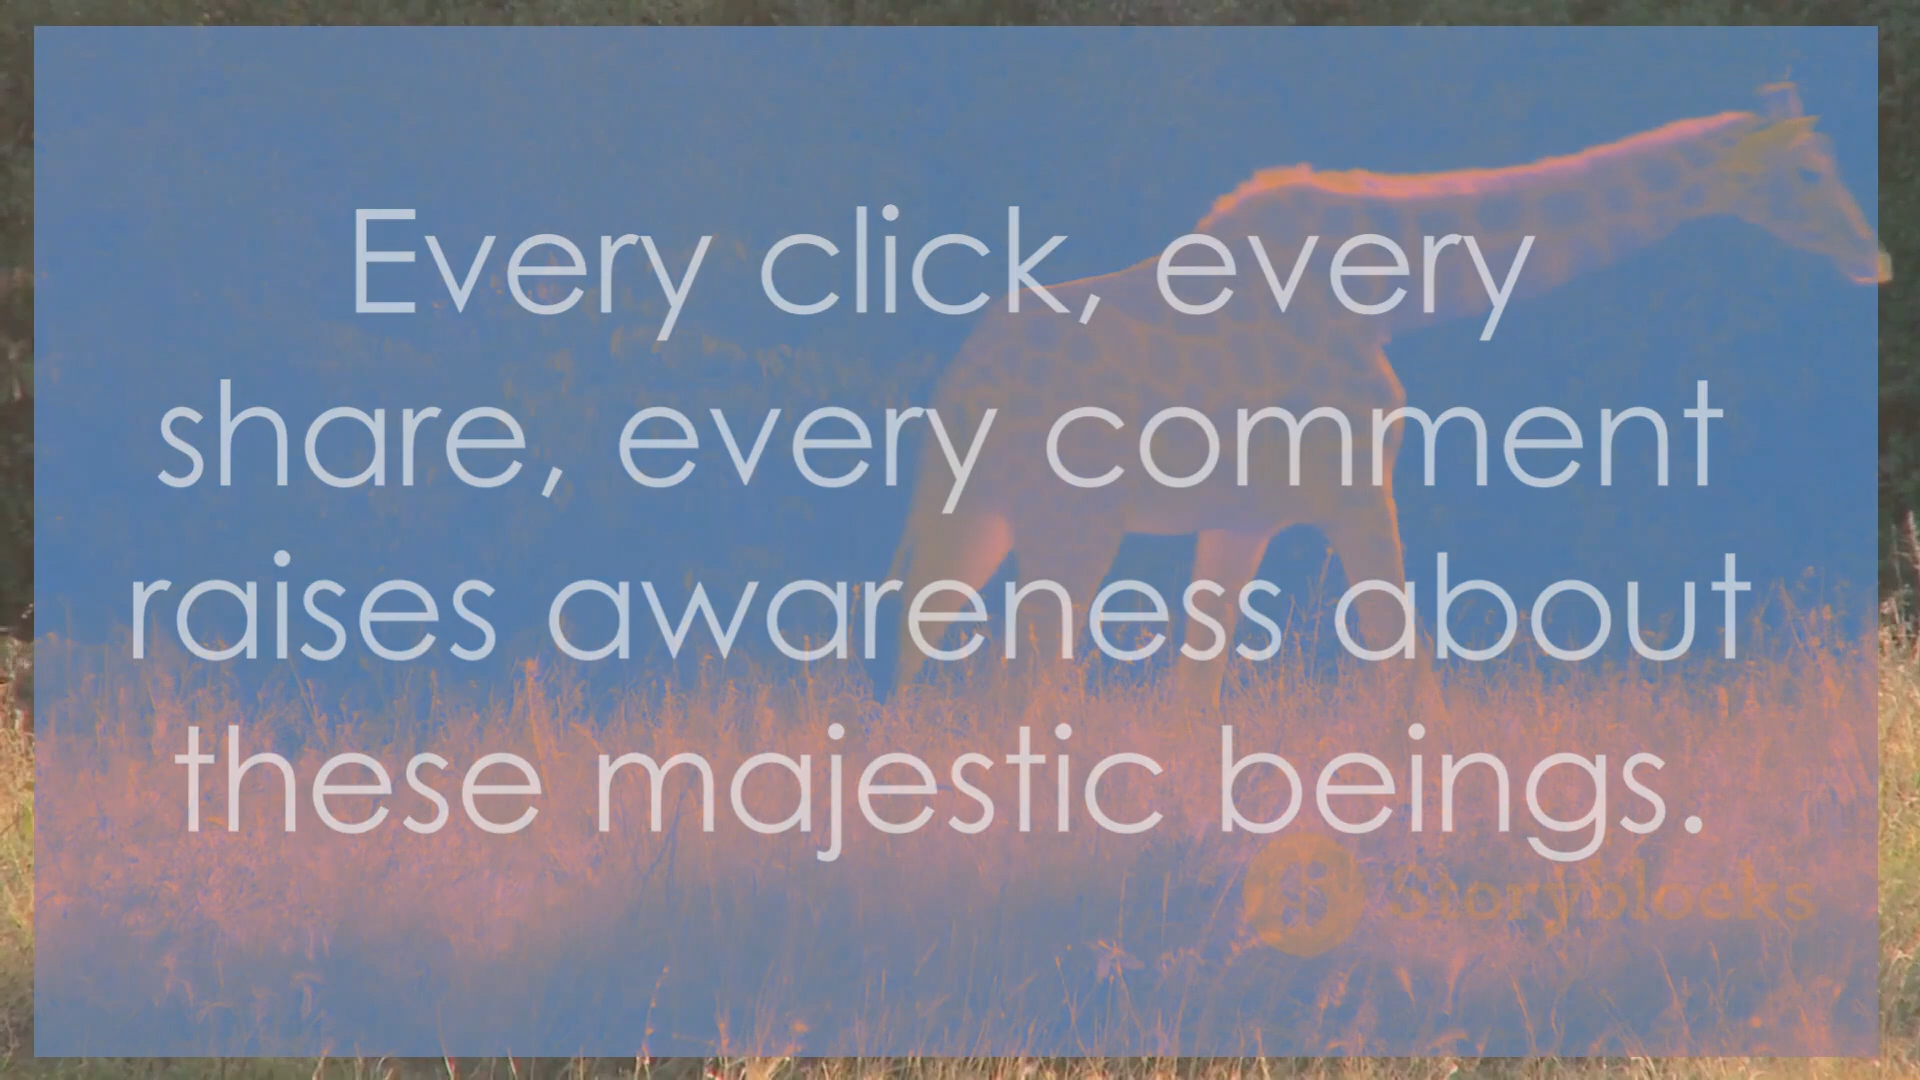 Every click, every
share, every comment
raises awareness about
these majestic beings.
Storyblocks